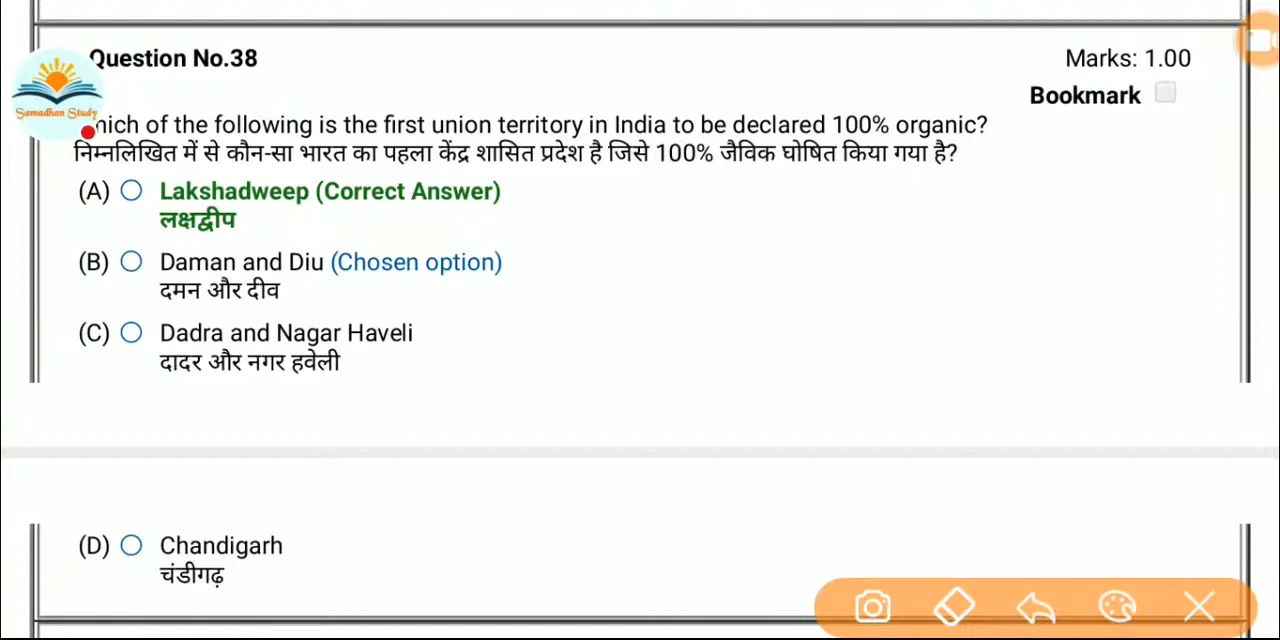 Question No.38
Marks: 1.00
Bookmark
Samadhan Study
hich of the following is the first union territory in India to be declared 100% organic?
निम्नलिखित में से कौन-सा भारत का पहला केंद्र शासित प्रदेश है जिसे 100% जैविक घोषित किया गया है?
(A) Lakshadweep (Correct Answer)
लक्षद्वीप
(B) Daman and Diu (Chosen option)
दमन और दीव
(C) Dadra and Nagar Haveli
दादर और नगर हवेली
(D) Chandigarh
चंडीगढ़